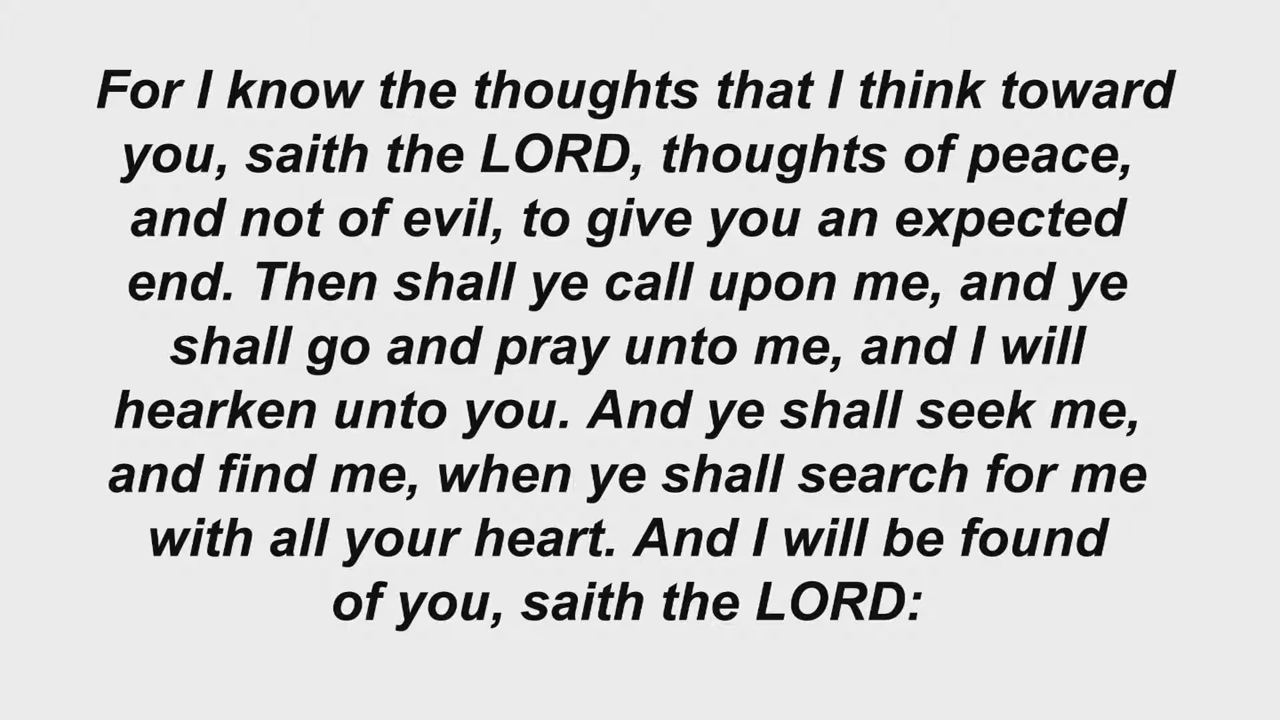 For I know the thoughts that I think toward
you, saith the LORD, thoughts of peace,
and not of evil, to give you an expected
end. Then shall ye call upon me, and ye
shall go and pray unto me, and I will
hearken unto you. And ye shall seek me,
and find me, when ye shall search for me
with all your heart. And I will be found
of you, saith the LORD: